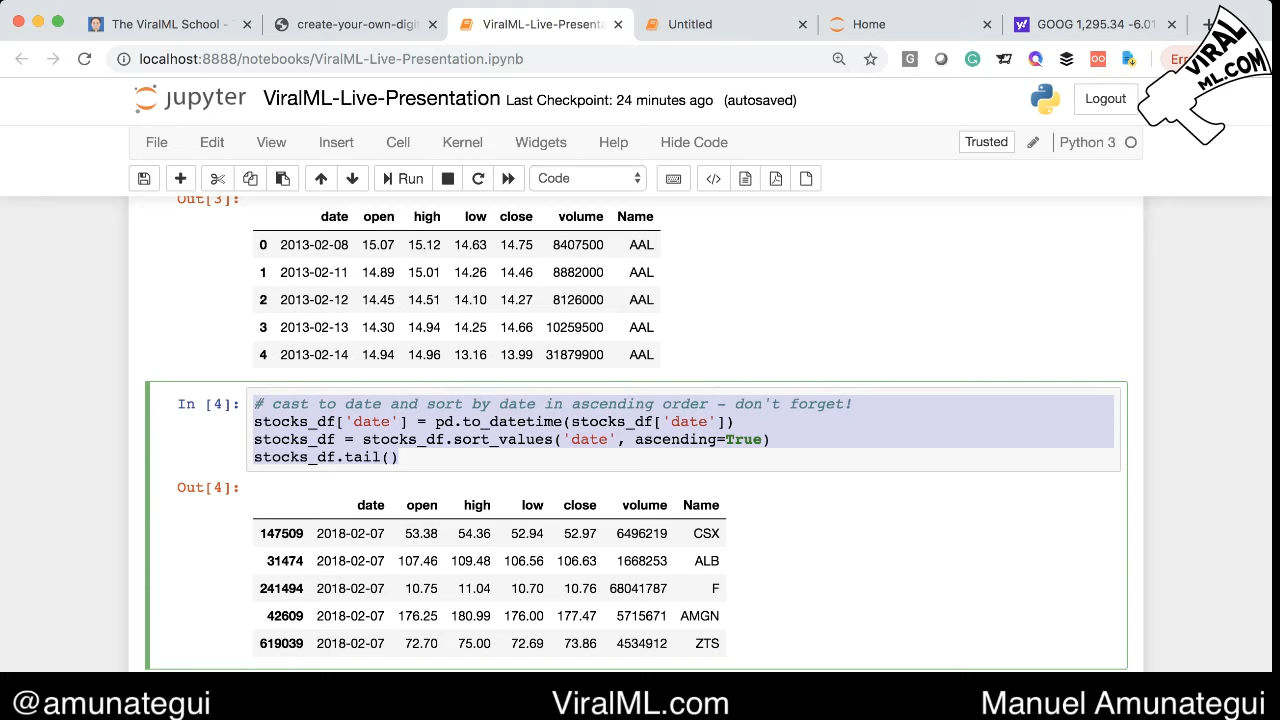 The ViralML School -
create-your-own-digi
ViralML-Live-Presenta
Untitled
Home
GOOG 1,295.34 -6.01
localhost:8888/notebooks/ViralML-Live-Presentation.ipynb
VIRAL
ML.COM
jupyter ViralML-Live-Presentation Last Checkpoint: 24 minutes ago (autosaved)
Logout
File Edit View Insert Cell Kernel Widgets Help Hide Code
Trusted Python 3
Run Code
Out[3]:
date open high low close volume Name
0 2013-02-08 15.07 15.12 14.63 14.75 8407500 AAL
1 2013-02-11 14.89 15.01 14.26 14.46 8882000 AAL
2 2013-02-12 14.45 14.51 14.10 14.27 8126000 AAL
3 2013-02-13 14.30 14.94 14.25 14.66 10259500 AAL
4 2013-02-14 14.94 14.96 13.16 13.99 31879900 AAL
In [4]: # cast to date and sort by date in ascending order - don't forget!
stocks_df['date'] = pd.to_datetime(stocks_df['date'])
stocks_df = stocks_df.sort_values('date', ascending=True)
stocks_df.tail()
Out[4]:
date open high low close volume Name
147509 2018-02-07 53.38 54.36 52.94 52.97 6496219 CSX
31474 2018-02-07 107.46 109.48 106.56 106.63 1668253 ALB
241494 2018-02-07 10.75 11.04 10.70 10.76 68041787 F
42609 2018-02-07 176.25 180.99 176.00 177.47 5715671 AMGN
619039 2018-02-07 72.70 75.00 72.69 73.86 4534912 ZTS
@amunategui ViralML.com Manuel Amunategui